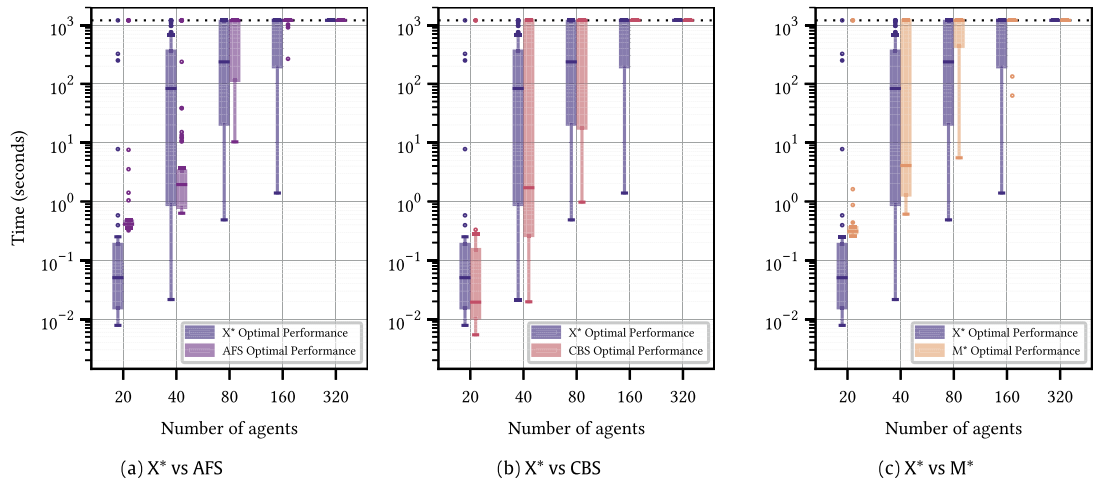 Time (seconds)
10³
10²
10¹
10⁰
10⁻¹
10⁻²
X* Optimal Performance
AFS Optimal Performance
20 40 80 160 320
Number of agents
(a) X* vs AFS
10³
10²
10¹
10⁰
10⁻¹
10⁻²
X* Optimal Performance
CBS Optimal Performance
20 40 80 160 320
Number of agents
(b) X* vs CBS
10³
10²
10¹
10⁰
10⁻¹
10⁻²
X* Optimal Performance
M* Optimal Performance
20 40 80 160 320
Number of agents
(c) X* vs M*